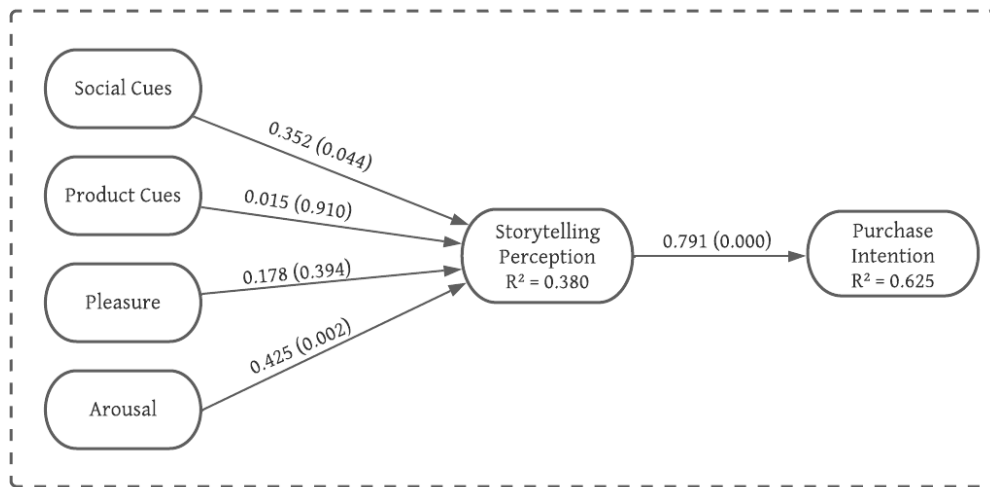 Social Cues
0.352 (0.044)
Product Cues
0.015 (0.910)
Pleasure
0.178 (0.394)
Arousal
0.425 (0.002)
Storytelling
Perception
R² = 0.380
0.791 (0.000)
Purchase
Intention
R² = 0.625